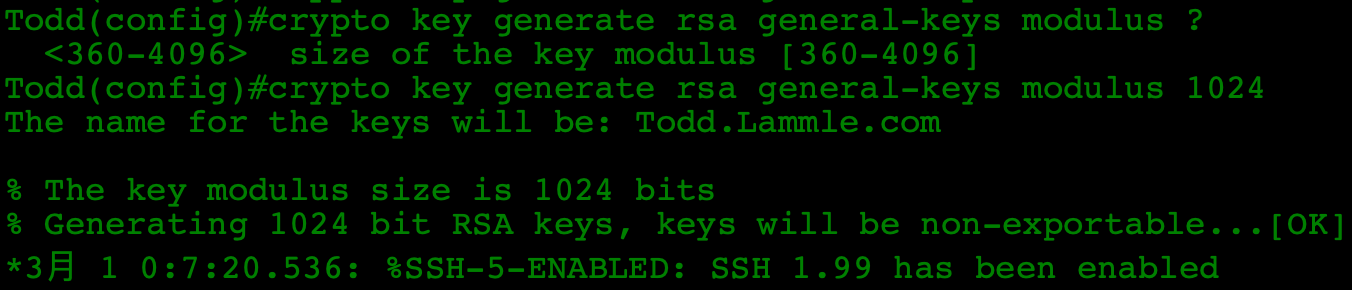 Todd(config)#crypto key generate rsa general-keys modulus ?
<360-4096> size of the key modulus [360-4096]
Todd(config)#crypto key generate rsa general-keys modulus 1024
The name for the keys will be: Todd.Lammle.com
% The key modulus size is 1024 bits
% Generating 1024 bit RSA keys, keys will be non-exportable...[OK]
*3月 1 0:7:20.536: %SSH-5-ENABLED: SSH 1.99 has been enabled